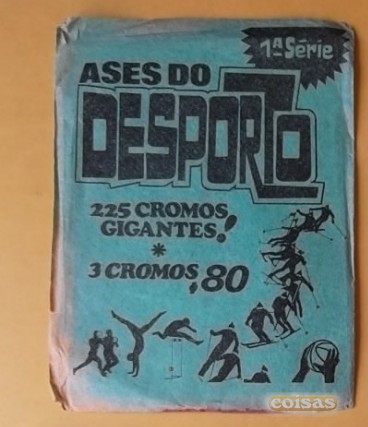 1ª Série
ASES DO
DESPORTO
225 CROMOS
GIGANTES!
*
3 CROMOS,80
coisas